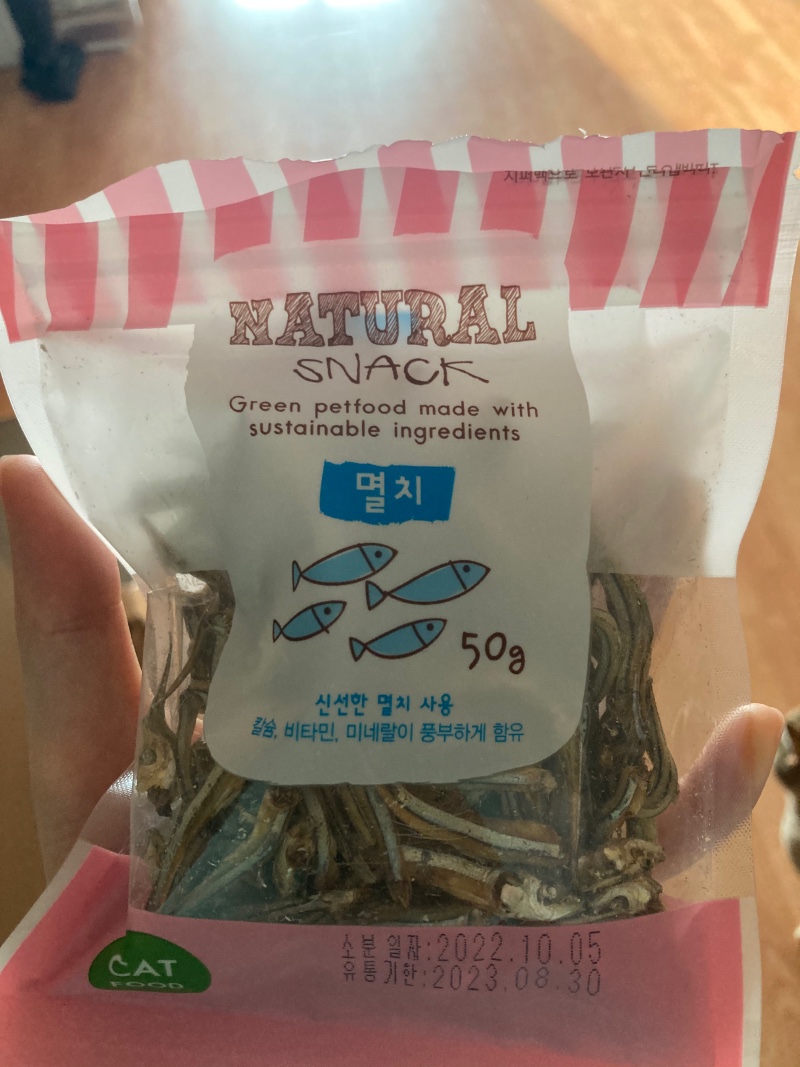 NATURAL
SNACK
Green petfood made with
sustainable ingredients
멸치
50g
신선한 멸치 사용
칼슘, 비타민, 미네랄이 풍부하게 함유
CAT
FOOD
소분일자:2022.10.05
유통기한:2023.08.30